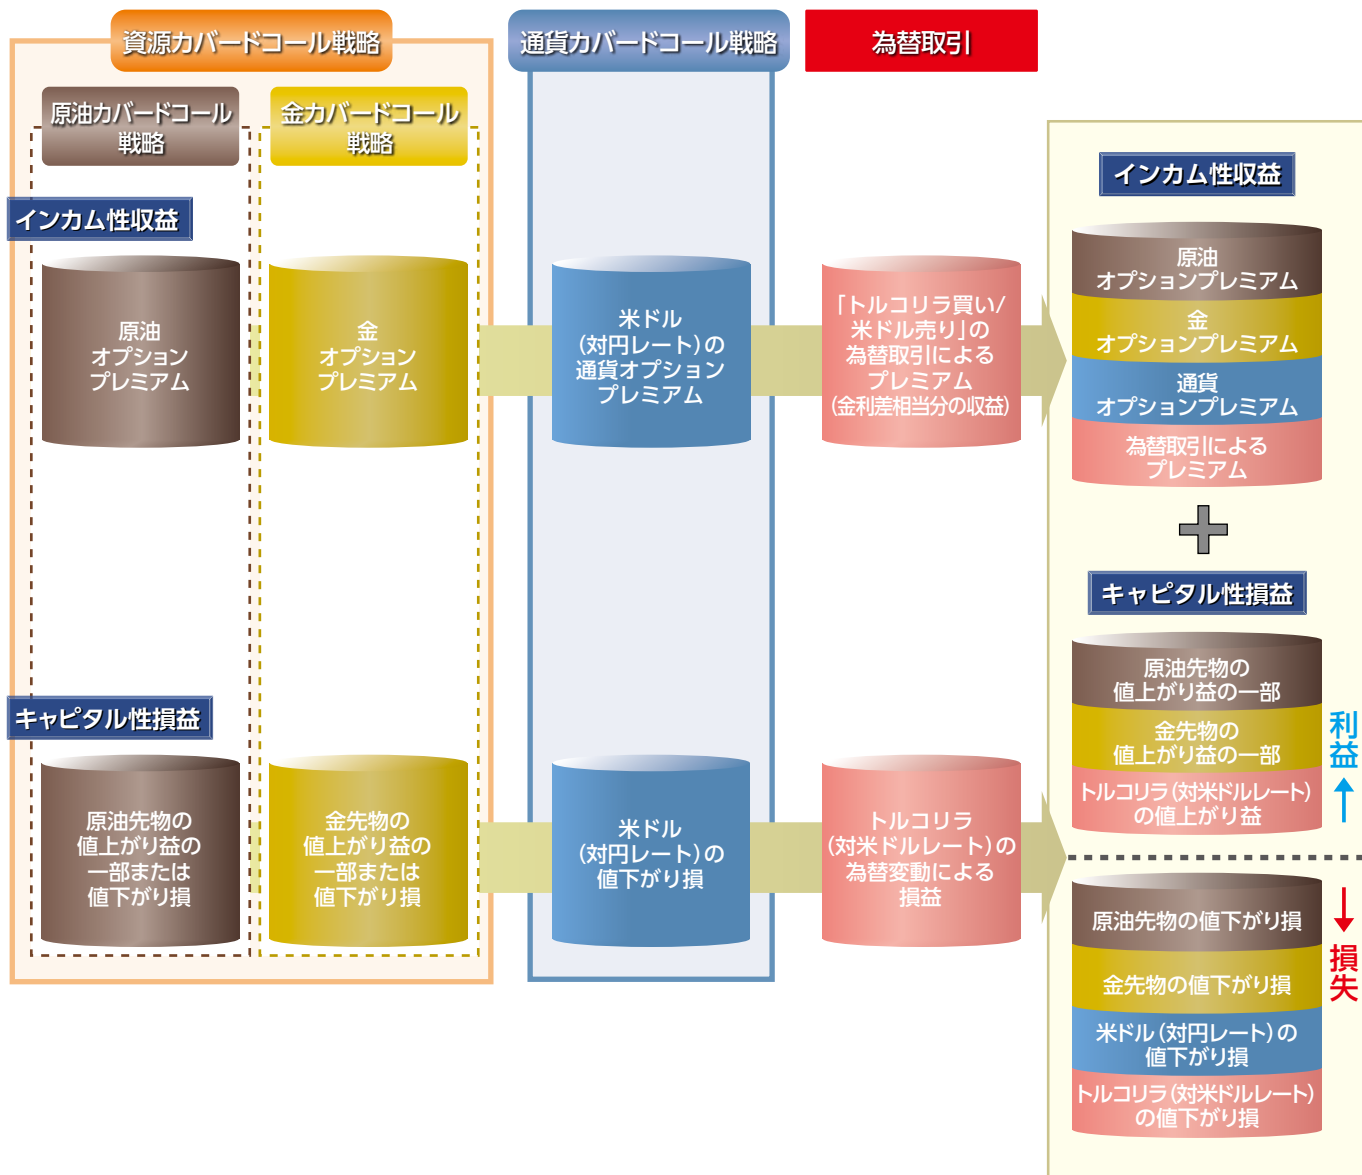 資源カバードコール戦略
通貨カバードコール戦略
為替取引
原油カバードコール
戦略
金カバードコール
戦略
インカム性収益
原油
オプション
プレミアム
金
オプション
プレミアム
米ドル
(対円レート)の
通貨オプション
プレミアム
「トルコリラ買い/
米ドル売り」の
為替取引による
プレミアム
(金利差相当分の収益)
キャピタル性損益
原油先物の
値上がり益の
一部または
値下がり損
金先物の
値上がり益の
一部または
値下がり損
米ドル
(対円レート)の
値下がり損
トルコリラ
(対米ドルレート)の
為替変動による
損益
インカム性収益
原油
オプションプレミアム
金
オプションプレミアム
通貨
オプションプレミアム
為替取引による
プレミアム
キャピタル性損益
原油先物の
値上がり益の一部
金先物の
値上がり益の一部
トルコリラ(対米ドルレート)
の値上がり益
利益
原油先物の値下がり損
金先物の値下がり損
米ドル(対円レート)の
値下がり損
トルコリラ(対米ドルレート)
の値下がり損
損失